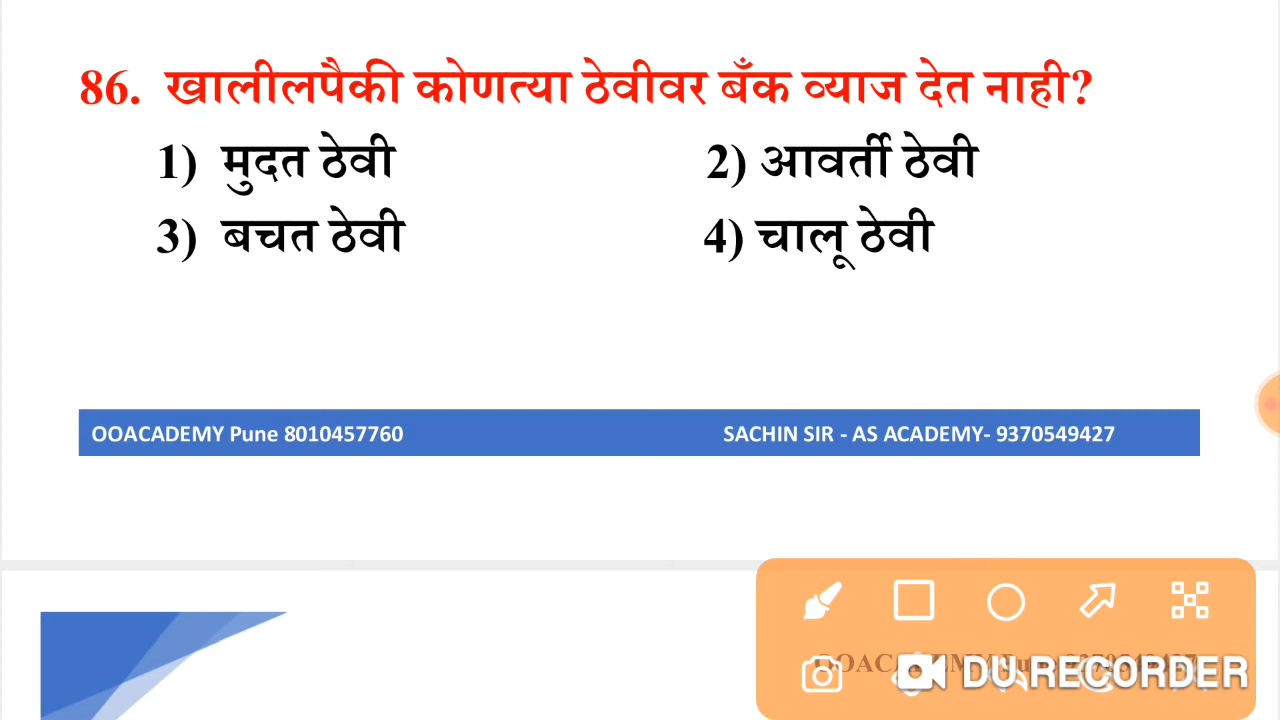 86. खालीलपैकी कोणत्या ठेवीवर बँक व्याज देत नाही?
1) मुदत ठेवी 2) आवर्ती ठेवी
3) बचत ठेवी 4) चालू ठेवी
OOACADEMY Pune 8010457760 SACHIN SIR - AS ACADEMY- 9370549427
DU RECORDER